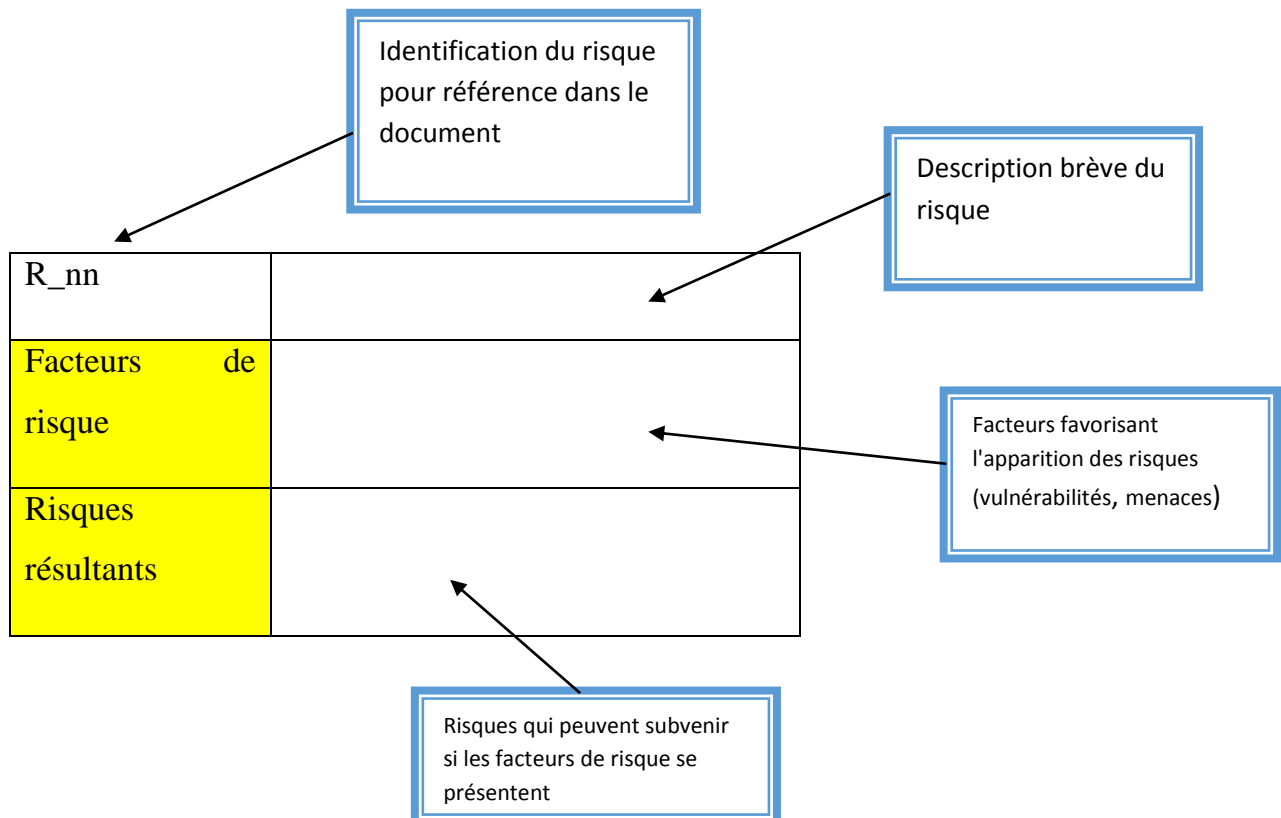 Identification du risque
pour référence dans le
document
Description brève du
risque
R_nn
Facteurs de
risque
Facteurs favorisant
l'apparition des risques
(vulnérabilités, menaces)
Risques
résultants
Risques qui peuvent subvenir
si les facteurs de risque se
présentent